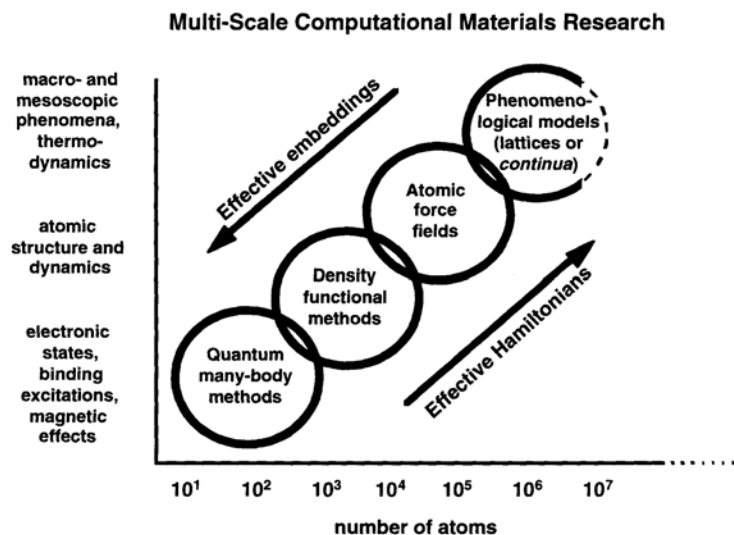 Multi-Scale Computational Materials Research
macro- and
mesoscopic
phenomena,
thermo-
dynamics
atomic
structure and
dynamics
electronic
states,
binding
excitations,
magnetic
effects
Effective embeddings
Phenomeno-
logical models
(lattices or
continua)
Atomic
force
fields
Density
functional
methods
Quantum
many-body
methods
Effective Hamiltonians
10¹ 10² 10³ 10⁴ 10⁵ 10⁶ 10⁷
number of atoms